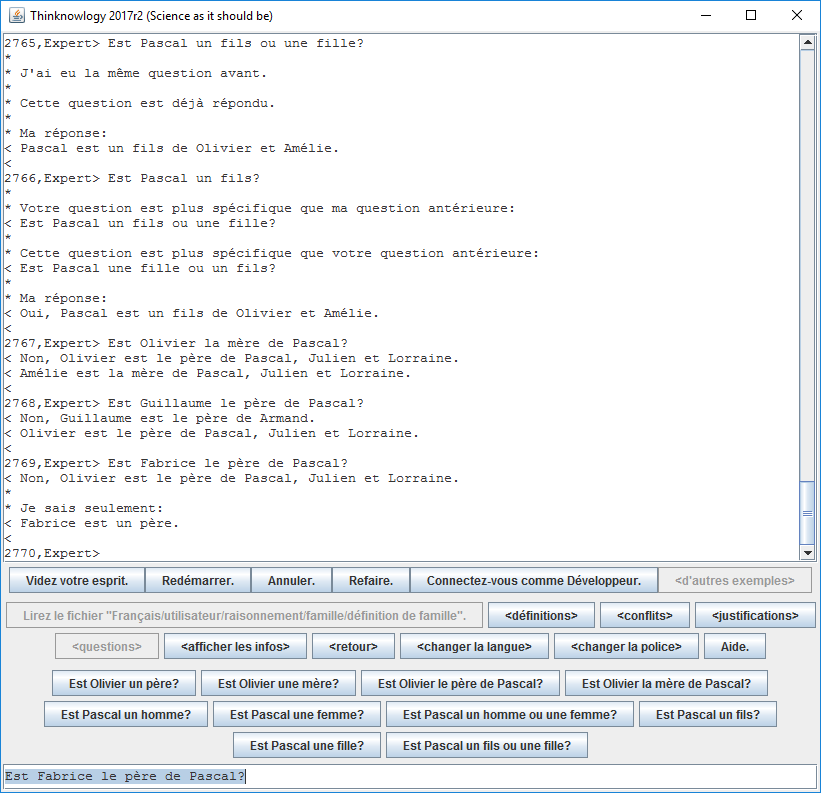 Thinknowlogy 2017r2 (Science as it should be)
2765,Expert> Est Pascal un fils ou une fille?
*
* J'ai eu la même question avant.
*
* Cette question est déjà répondu.
*
* Ma réponse:
< Pascal est un fils de Olivier et Amélie.
<
2766,Expert> Est Pascal un fils?
*
* Votre question est plus spécifique que ma question antérieure:
< Est Pascal un fils ou une fille?
*
* Cette question est plus spécifique que votre question antérieure:
< Est Pascal une fille ou un fils?
*
* Ma réponse:
< Oui, Pascal est un fils de Olivier et Amélie.
<
2767,Expert> Est Olivier la mère de Pascal?
< Non, Olivier est le père de Pascal, Julien et Lorraine.
< Amélie est la mère de Pascal, Julien et Lorraine.
<
2768,Expert> Est Guillaume le père de Pascal?
< Non, Guillaume est le père de Armand.
< Olivier est le père de Pascal, Julien et Lorraine.
<
2769,Expert> Est Fabrice le père de Pascal?
< Non, Olivier est le père de Pascal, Julien et Lorraine.
*
* Je sais seulement:
< Fabrice est un père.
<
2770,Expert>
Videz votre esprit. Redémarrer. Annuler. Refaire. Connectez-vous comme Développeur. <d'autres exemples>
Lirez le fichier "Français/utilisateur/raisonnement/famille/définition de famille". <définitions> <conflits> <justifications>
<questions> <afficher les infos> <retour> <changer la langue> <changer la police> Aide.
Est Olivier un père? Est Olivier une mère? Est Olivier le père de Pascal? Est Olivier la mère de Pascal?
Est Pascal un homme? Est Pascal une femme? Est Pascal un homme ou une femme? Est Pascal un fils?
Est Pascal une fille? Est Pascal un fils ou une fille?
Est Fabrice le père de Pascal?